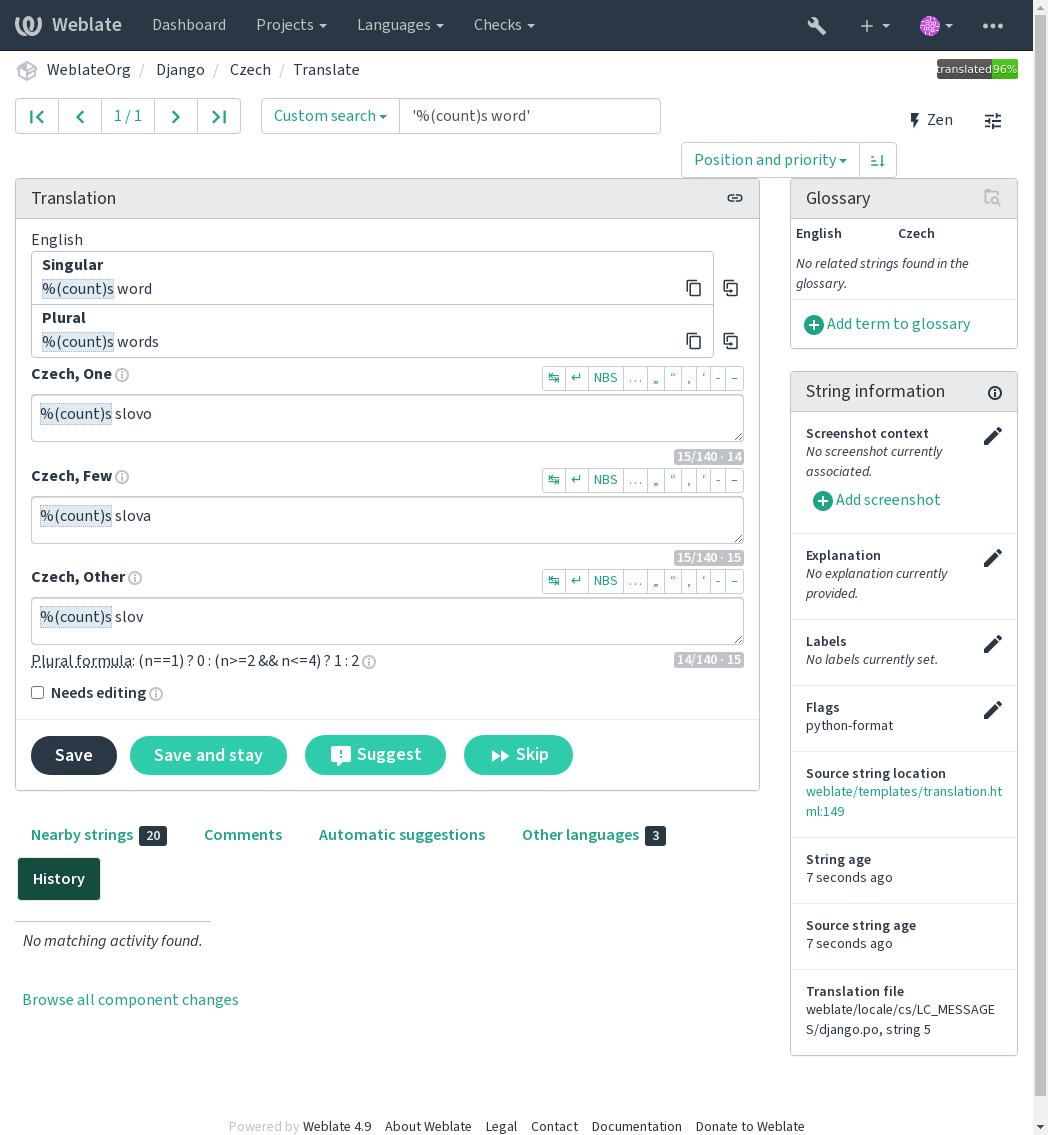 Weblate Dashboard Projects Languages Checks
WeblateOrg / Django / Czech / Translate
translated 96%
1 / 1
Custom search '%(count)s word'
Zen
Position and priority
Translation
English
Singular
%(count)s word
Plural
%(count)s words
Czech, One
↹ ↵ NBS … „ “ ‚ ‘ - –
%(count)s slovo
15/140 · 14
Czech, Few
↹ ↵ NBS … „ “ ‚ ‘ - –
%(count)s slova
15/140 · 15
Czech, Other
↹ ↵ NBS … „ “ ‚ ‘ - –
%(count)s slov
Plural formula: (n==1) ? 0 : (n>=2 && n<=4) ? 1 : 2
14/140 · 15
Needs editing
Save Save and stay Suggest Skip
Nearby strings 20 Comments Automatic suggestions Other languages 3
History
No matching activity found.
Browse all component changes
Glossary
English Czech
No related strings found in the
glossary.
Add term to glossary
String information
Screenshot context
No screenshot currently
associated.
Add screenshot
Explanation
No explanation currently
provided.
Labels
No labels currently set.
Flags
python-format
Source string location
weblate/templates/translation.ht
ml:149
String age
7 seconds ago
Source string age
7 seconds ago
Translation file
weblate/locale/cs/LC_MESSAGE
S/django.po, string 5
Powered by Weblate 4.9 About Weblate Legal Contact Documentation Donate to Weblate